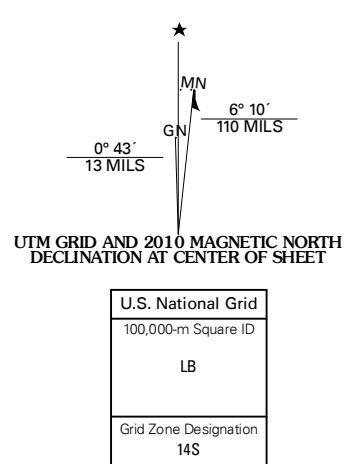 ★
MN
GN
6° 10´
110 MILS
0° 43´
13 MILS
UTM GRID AND 2010 MAGNETIC NORTH
DECLINATION AT CENTER OF SHEET
U.S. National Grid
100,000-m Square ID
LB
Grid Zone Designation
14S